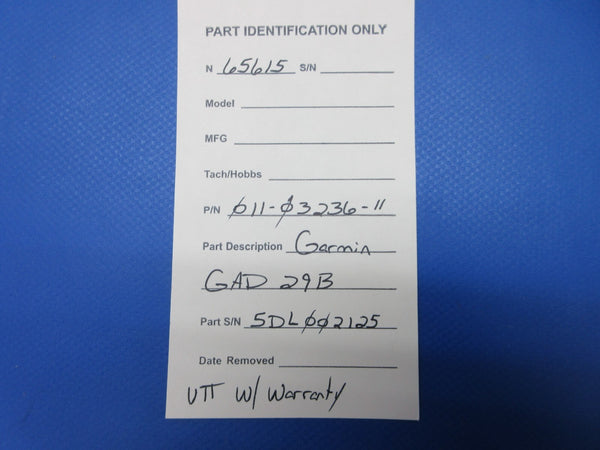 PART IDENTIFICATION ONLY
N 65615 S/N
Model
MFG
Tach/Hobbs
P/N 011-03236-11
Part Description Garmin
GAD 29B
Part S/N 5DL002125
Date Removed
UTT W/ Warranty